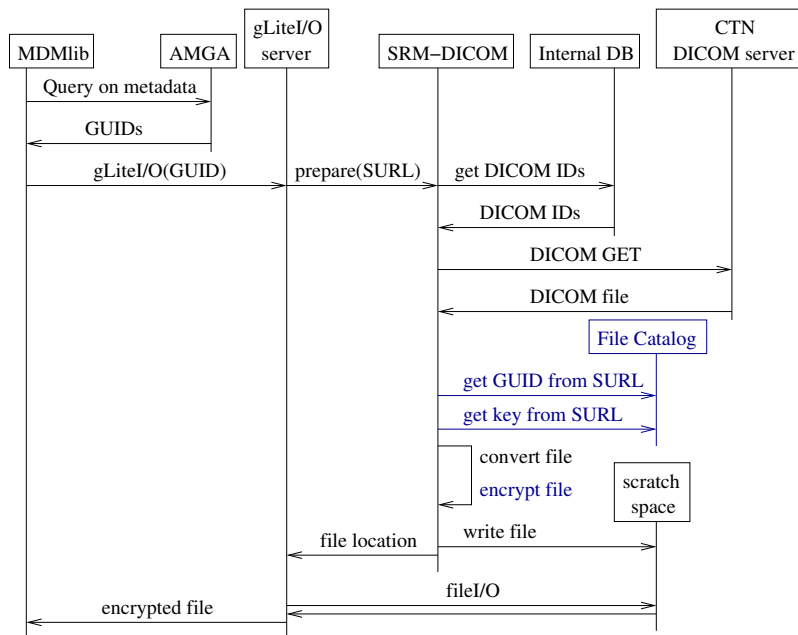 MDMlib
AMGA
gLiteI/O
server
SRM−DICOM
Internal DB
CTN
DICOM server
Query on metadata
GUIDs
gLiteI/O(GUID)
prepare(SURL)
get DICOM IDs
DICOM IDs
DICOM GET
DICOM file
File Catalog
get GUID from SURL
get key from SURL
convert file
encrypt file
scratch
space
write file
file location
fileI/O
encrypted file